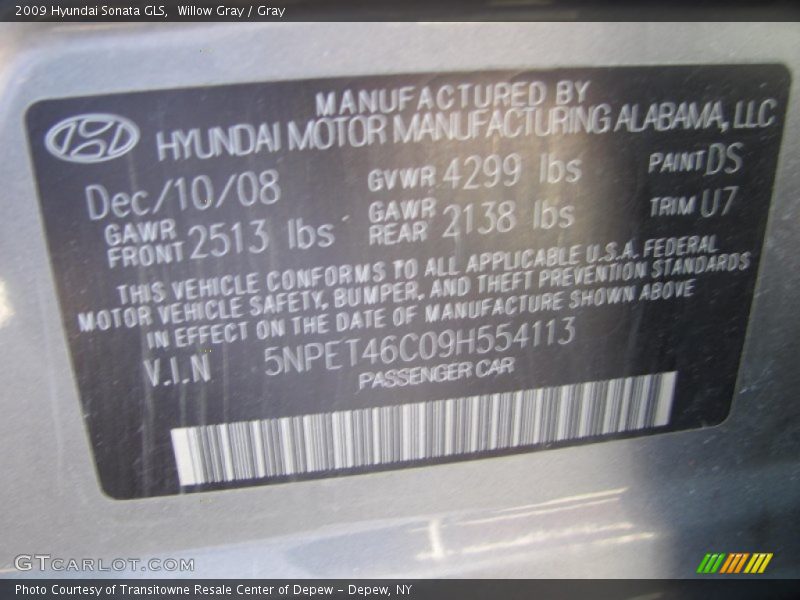 2009 Hyundai Sonata GLS,  Willow Gray / Gray
MANUFACTURED BY
HYUNDAI MOTOR MANUFACTURING ALABAMA, LLC
Dec/10/08 GVWR 4299 lbs PAINT DS
GAWR FRONT 2513 lbs GAWR REAR 2138 lbs TRIM U7
THIS VEHICLE CONFORMS TO ALL APPLICABLE U.S.A. FEDERAL
MOTOR VEHICLE SAFETY, BUMPER, AND THEFT PREVENTION STANDARDS
IN EFFECT ON THE DATE OF MANUFACTURE SHOWN ABOVE
V.I.N 5NPET46C09H554113
PASSENGER CAR
GTCARLOT.COM
Photo Courtesy of Transitowne Resale Center of Depew – Depew, NY